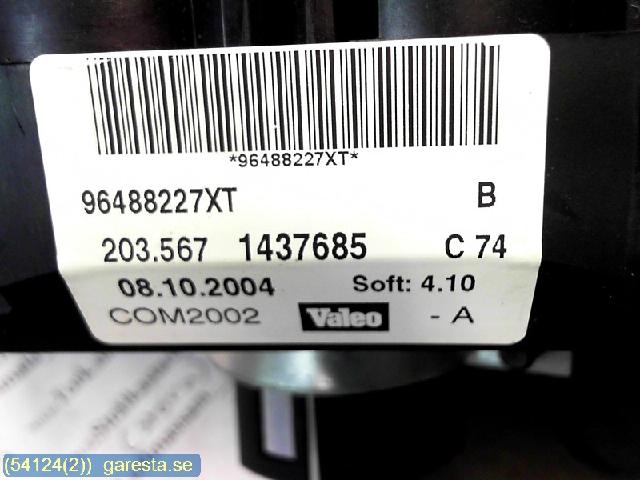 *96488227XT*
96488227XT B
203.567 1437685 C 74
08.10.2004 Soft: 4.10
COM2002 Valeo - A
(54124(2)) garesta.se